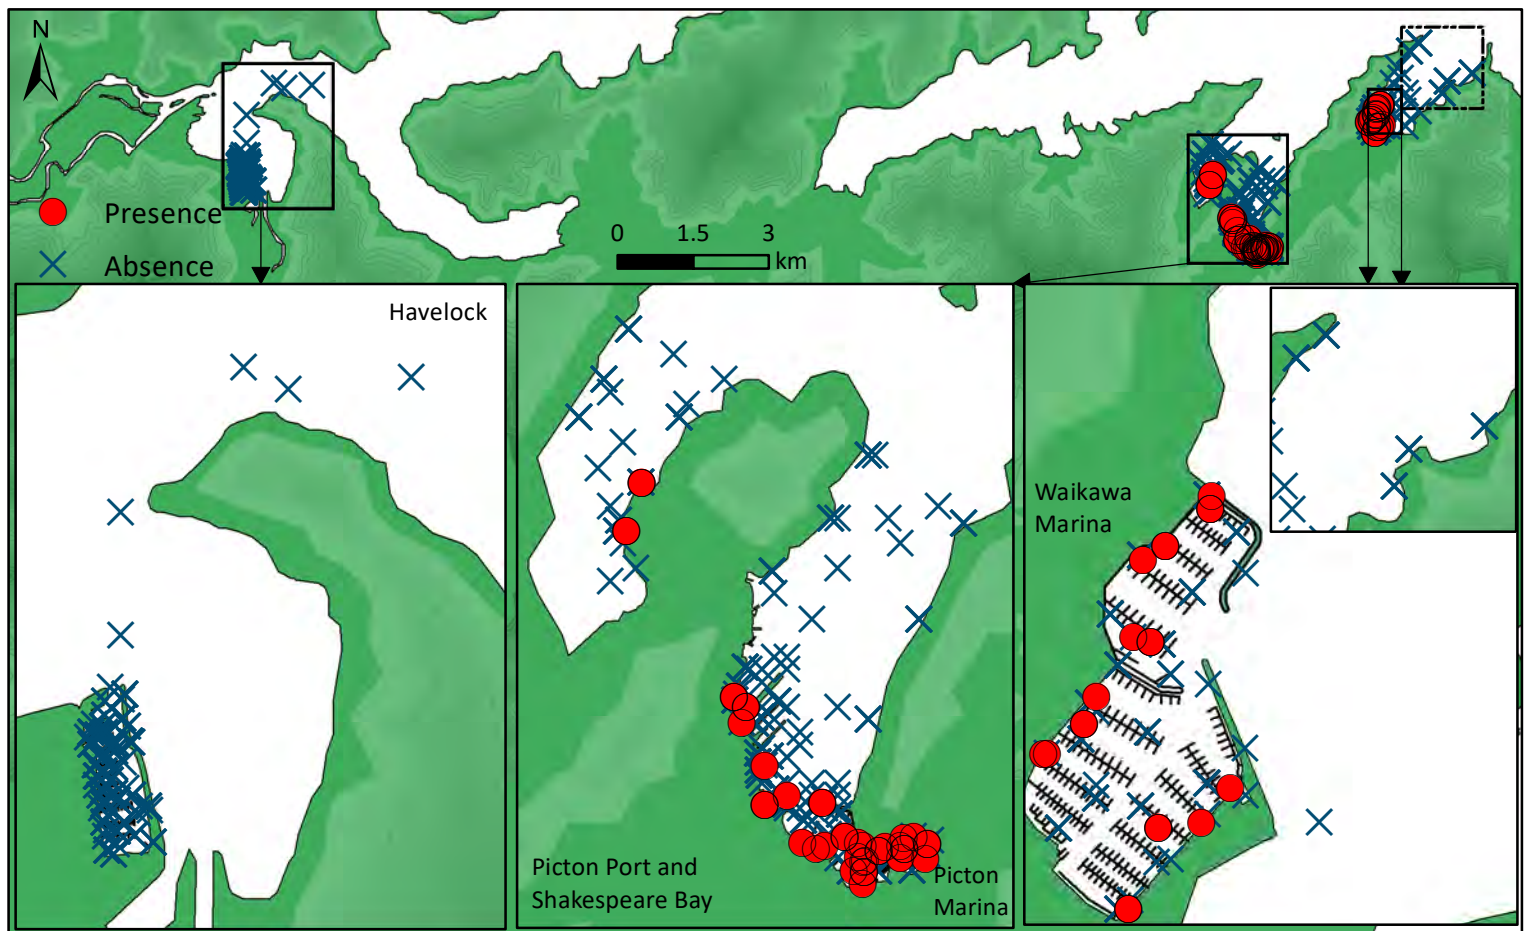 N
Presence
Absence
0 1.5 3
km
Havelock
Picton Port and
Shakespeare Bay
Picton
Marina
Waikawa
Marina